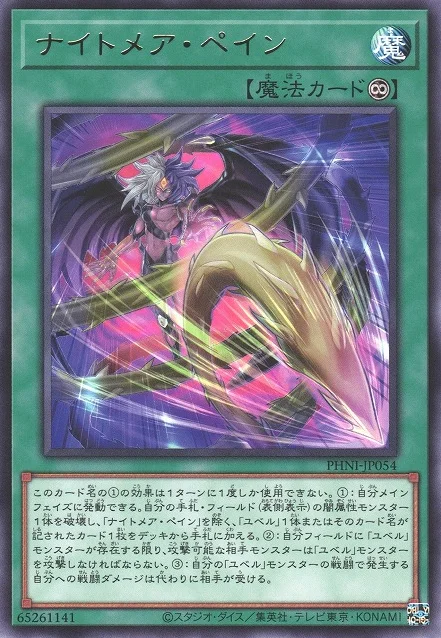 ナイトメア・ペイン
魔
【魔法カード】
PHNI-JP054
このカード名の①の効果は1ターンに1度しか使用できない。①：自分メイン
フェイズに発動できる。自分の手札・フィールド（表側表示）の闇属性モンスター
1体を破壊し、「ナイトメア・ペイン」を除く、「ユベル」1体またはそのカード名が
記されたカード1枚をデッキから手札に加える。②：自分フィールドに「ユベル」
モンスターが存在する限り、攻撃可能な相手モンスターは「ユベル」モンスター
を攻撃しなければならない。③：自分の「ユベル」モンスターの戦闘で発生する
自分への戦闘ダメージは代わりに相手が受ける。
65261141
©スタジオ・ダイス／集英社・テレビ東京・KONAMI